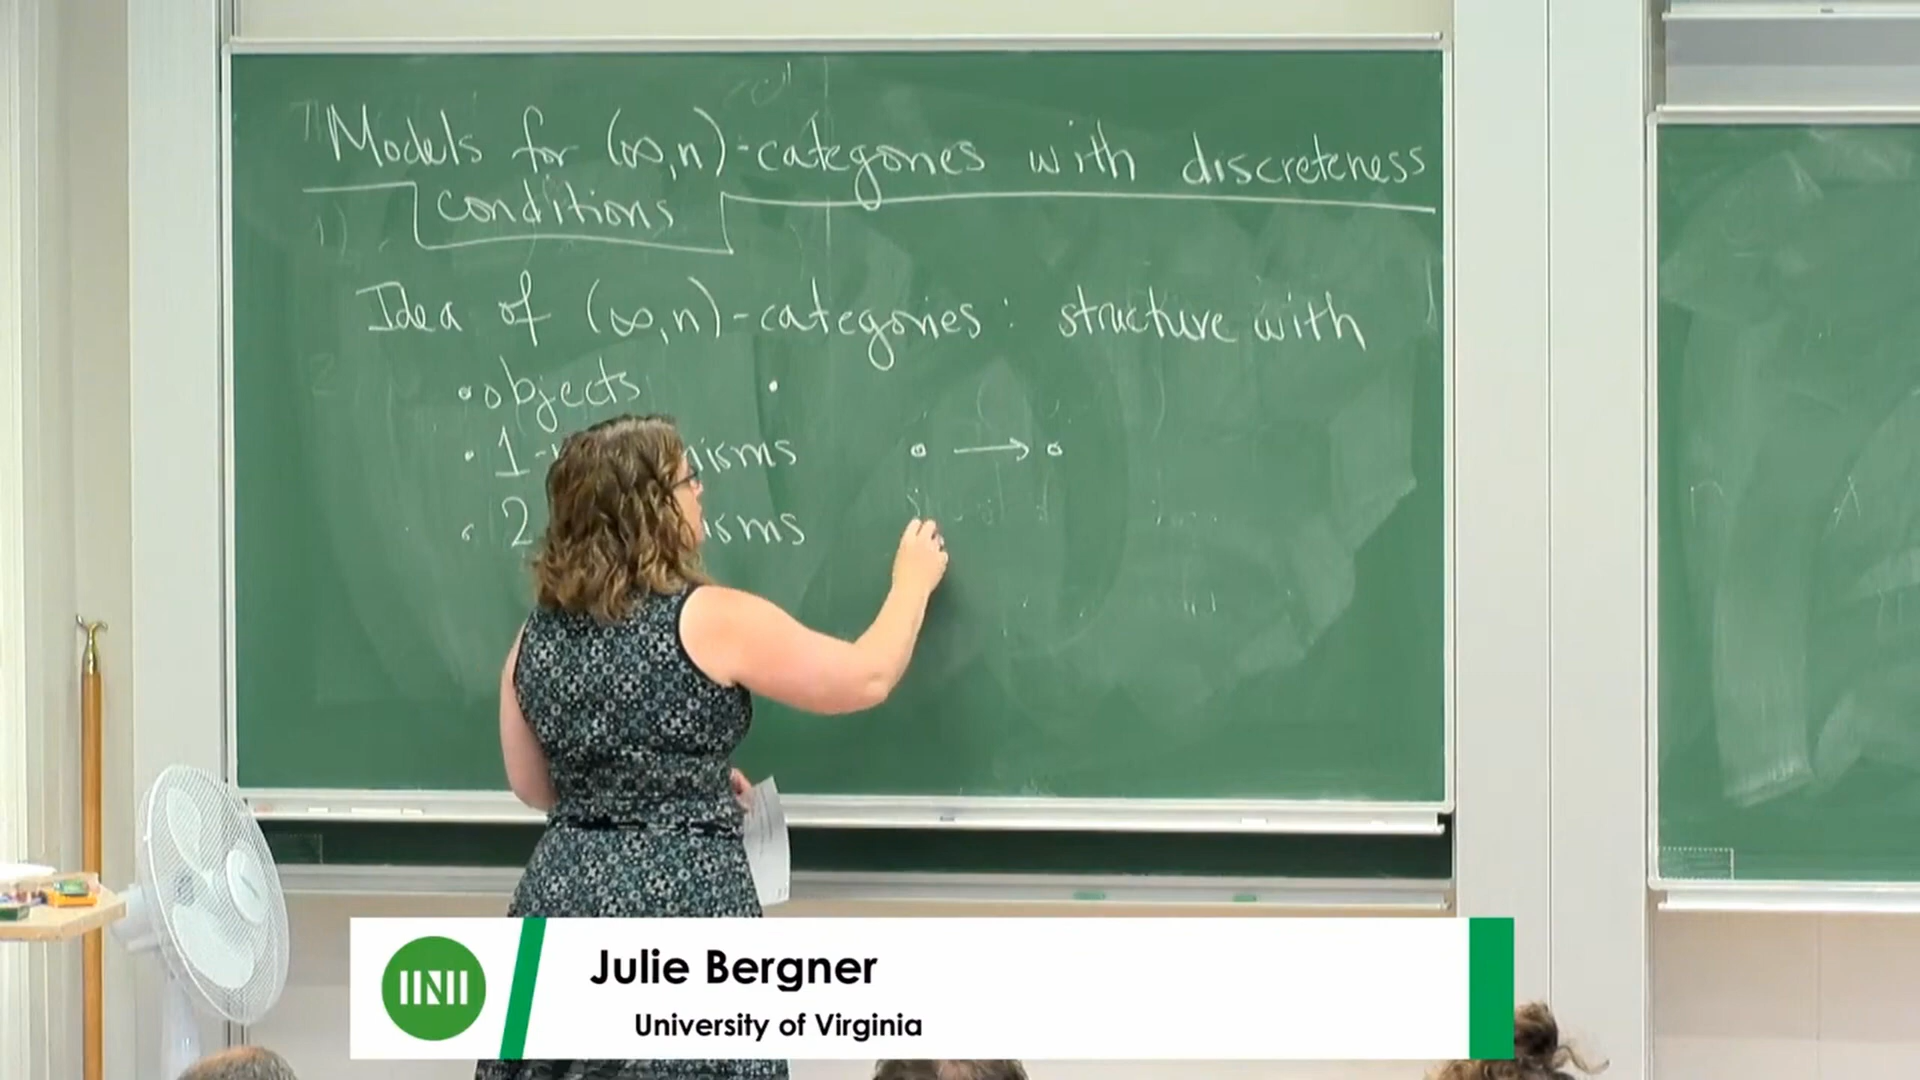 Models for (∞,n)-categories with discreteness
conditions
Idea of (∞,n)-categories: structure with
• objects •
• 1- isms • → •
• 2 isms
Julie Bergner
University of Virginia